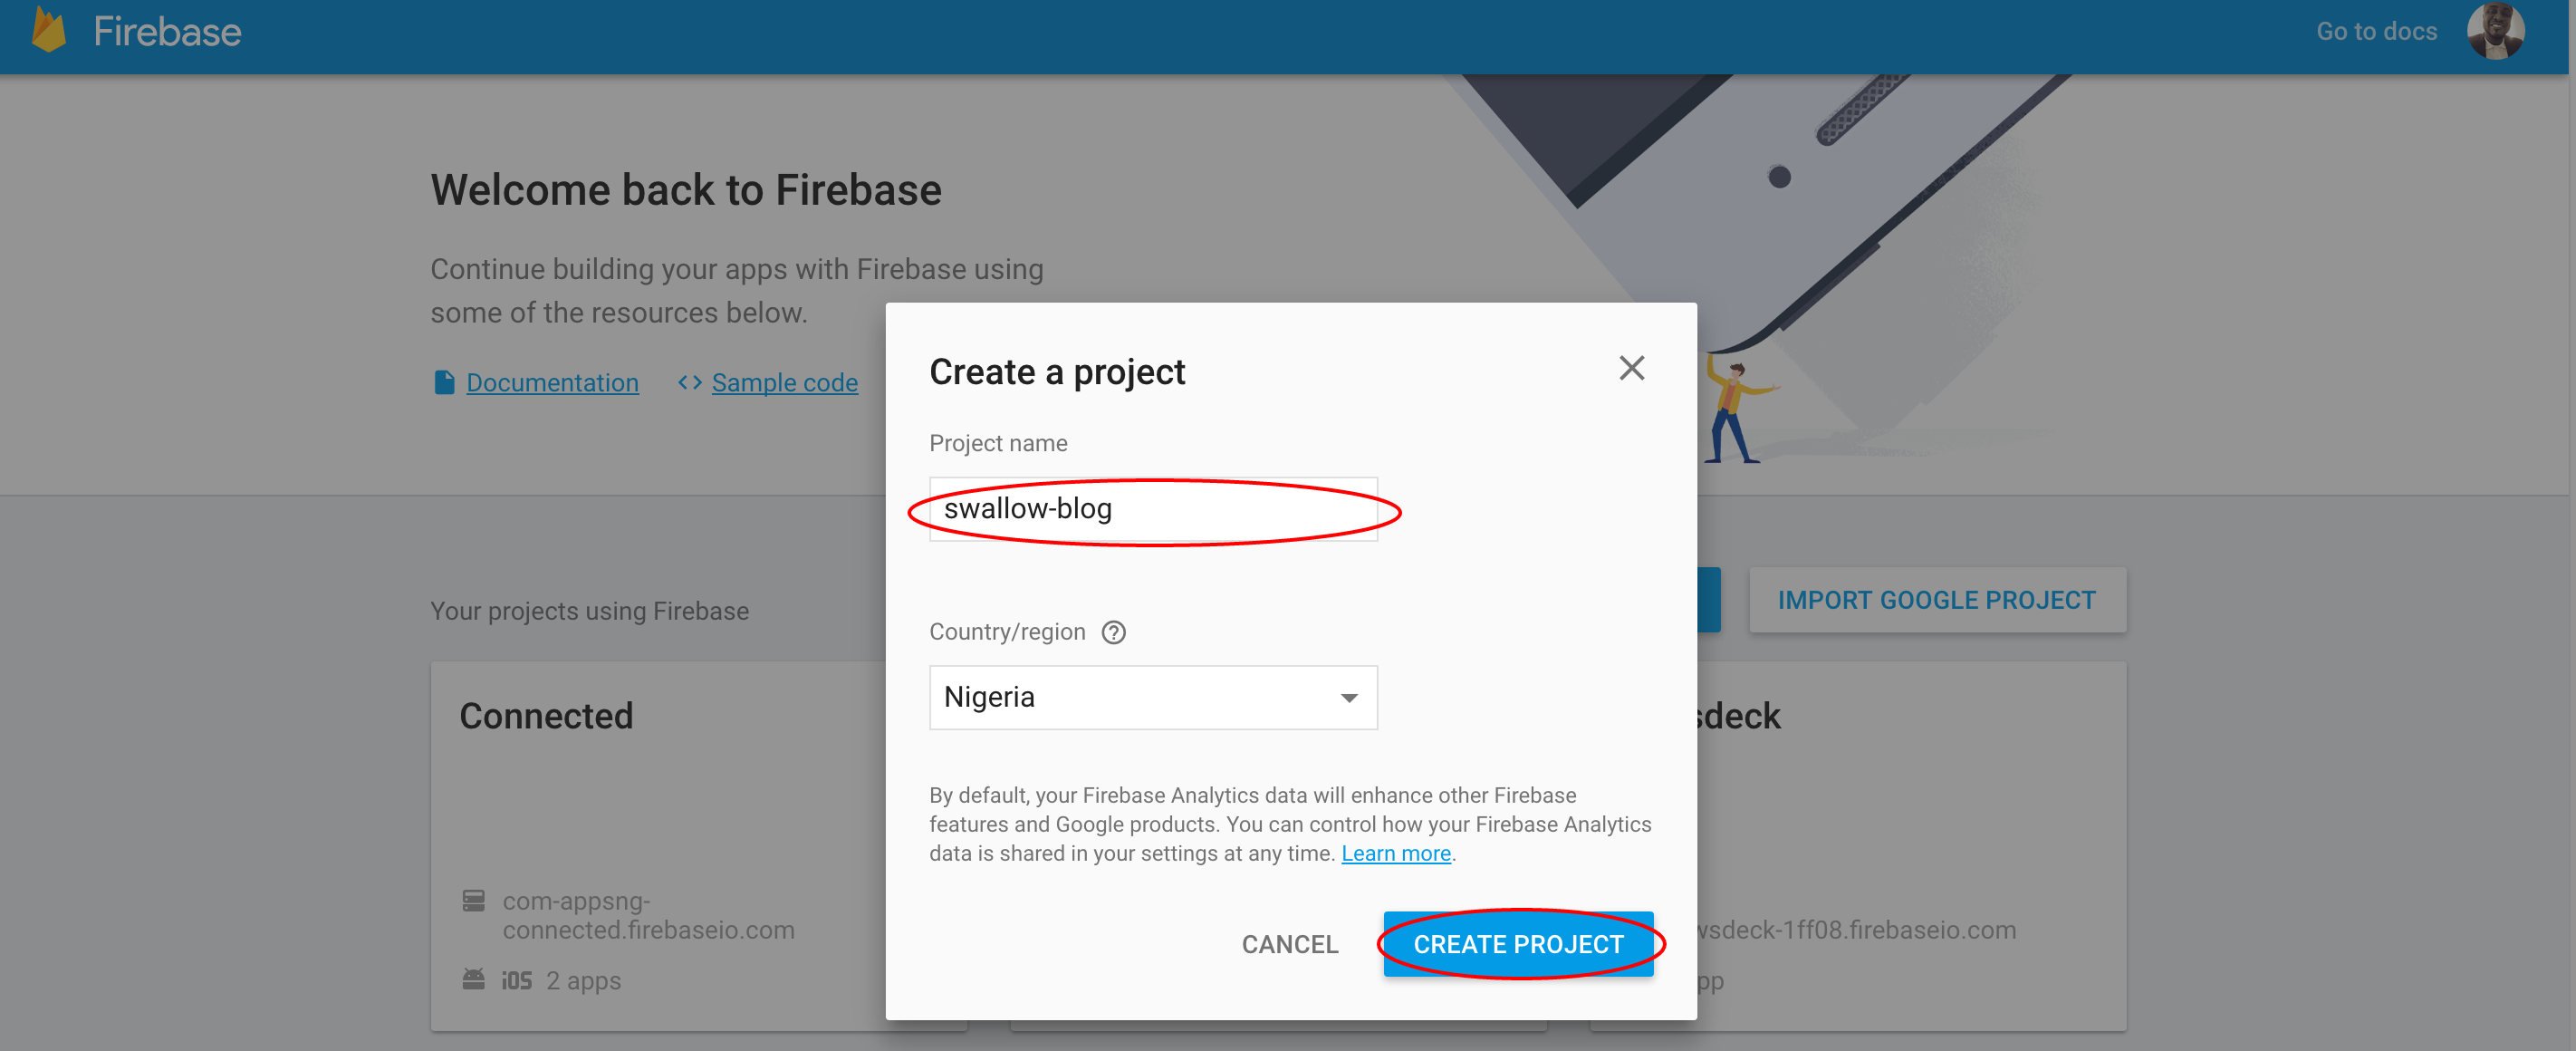 Firebase
Go to docs
Welcome back to Firebase
Continue building your apps with Firebase using
some of the resources below.
Documentation
<> Sample code
Create a project
Project name
swallow-blog
Country/region ?
Nigeria
By default, your Firebase Analytics data will enhance other Firebase
features and Google products. You can control how your Firebase Analytics
data is shared in your settings at any time. Learn more.
CANCEL
CREATE PROJECT
Your projects using Firebase
IMPORT GOOGLE PROJECT
Connected
com-appsng-
connected.firebaseio.com
iOS 2 apps
sdeck
wsdeck-1ff08.firebaseio.com
pp